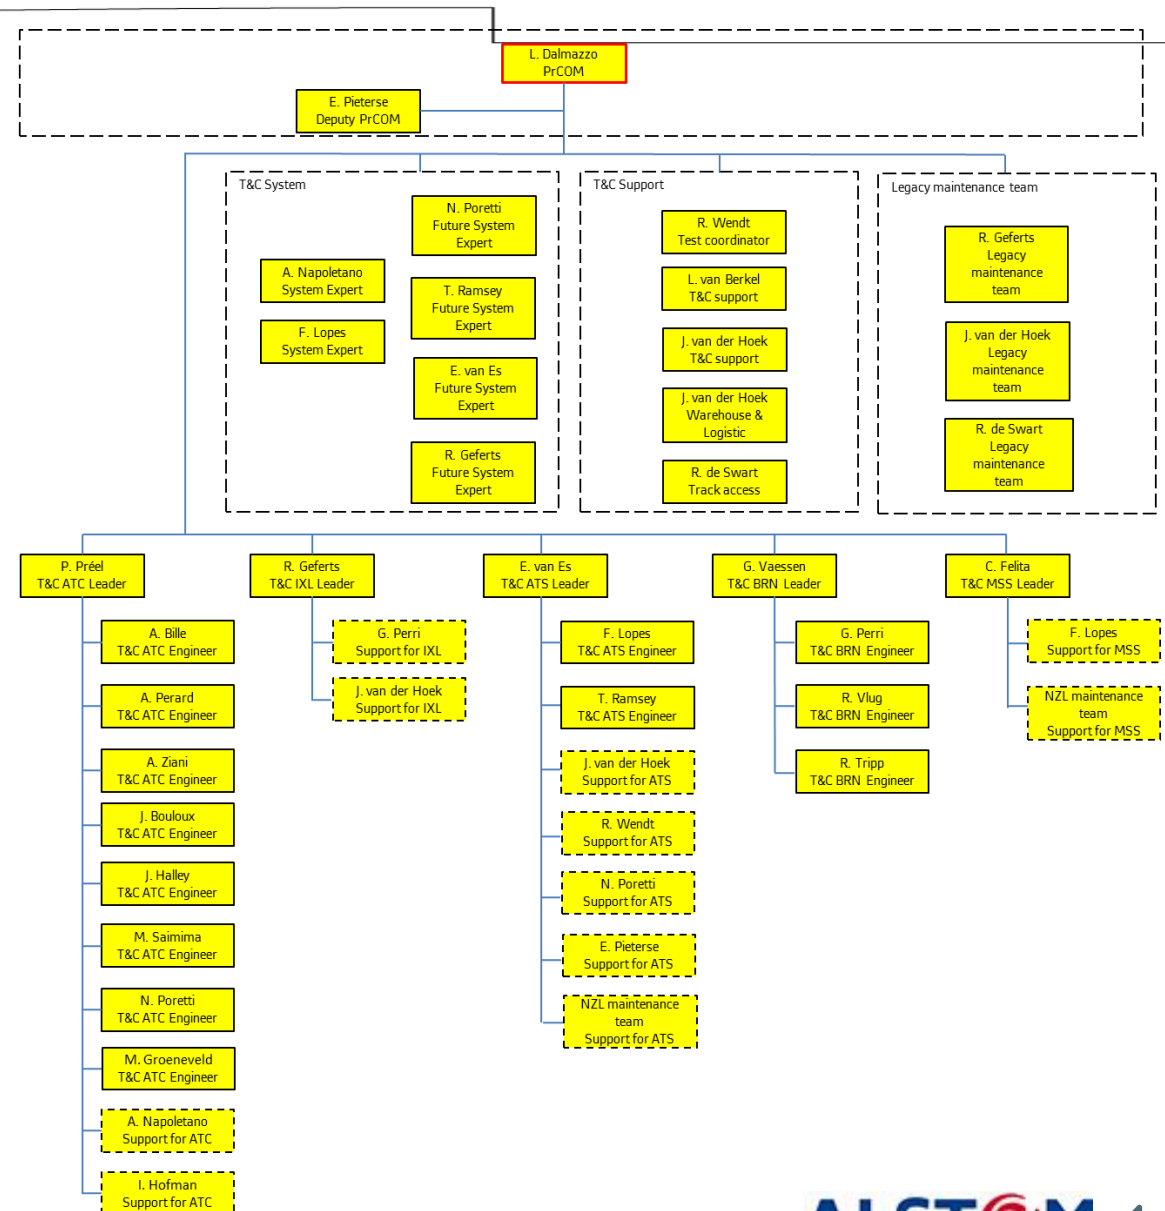 L. Dalmazzo
PrCOM
E. Pieterse
Deputy PrCOM
T&C System
N. Poretti
Future System
Expert
A. Napoletano
System Expert
T. Ramsey
Future System
Expert
F. Lopes
System Expert
E. van Es
Future System
Expert
R. Geferts
Future System
Expert
T&C Support
R. Wendt
Test coordinator
L. van Berkel
T&C support
J. van der Hoek
T&C support
J. van der Hoek
Warehouse &
Logistic
R. de Swart
Track access
Legacy maintenance team
R. Geferts
Legacy
maintenance
team
J. van der Hoek
Legacy
maintenance
team
R. de Swart
Legacy
maintenance
team
P. Préel
T&C ATC Leader
A. Bille
T&C ATC Engineer
A. Perard
T&C ATC Engineer
A. Ziani
T&C ATC Engineer
J. Bouloux
T&C ATC Engineer
J. Halley
T&C ATC Engineer
M. Saimima
T&C ATC Engineer
N. Poretti
T&C ATC Engineer
M. Groeneveld
T&C ATC Engineer
A. Napoletano
Support for ATC
I. Hofman
Support for ATC
R. Geferts
T&C IXL Leader
G. Perri
Support for IXL
J. van der Hoek
Support for IXL
E. van Es
T&C ATS Leader
F. Lopes
T&C ATS Engineer
T. Ramsey
T&C ATS Engineer
J. van der Hoek
Support for ATS
R. Wendt
Support for ATS
N. Poretti
Support for ATS
E. Pieterse
Support for ATS
NZL maintenance
team
Support for ATS
G. Vaessen
T&C BRN Leader
G. Perri
T&C BRN Engineer
R. Vlug
T&C BRN Engineer
R. Tripp
T&C BRN Engineer
C. Felita
T&C MSS Leader
F. Lopes
Support for MSS
NZL maintenance
team
Support for MSS
ALSTOM